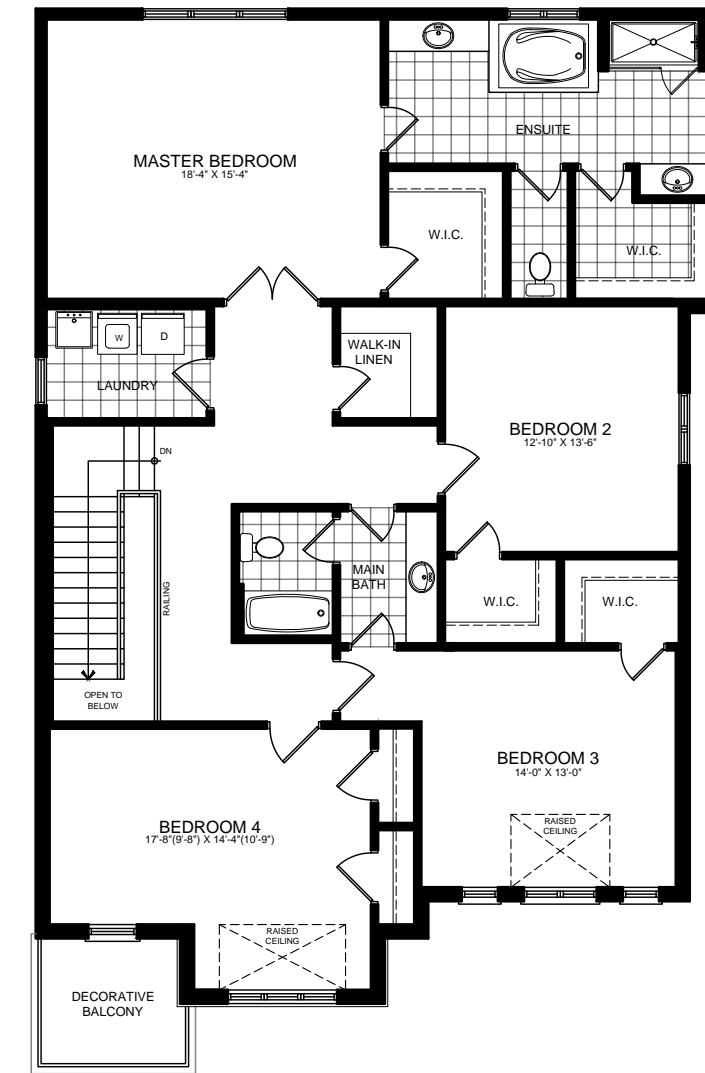 ENSUITE
MASTER BEDROOM
18'-4" X 15'-4"
W.I.C.
W.I.C.
W
D
LAUNDRY
WALK-IN
LINEN
BEDROOM 2
12'-10" X 13'-6"
DN
RAILING
MAIN
BATH
W.I.C.
W.I.C.
OPEN TO
BELOW
BEDROOM 3
14'-0" X 13'-0"
RAISED
CEILING
BEDROOM 4
17'-8"(9'-8") X 14'-4"(10'-9")
RAISED
CEILING
DECORATIVE
BALCONY